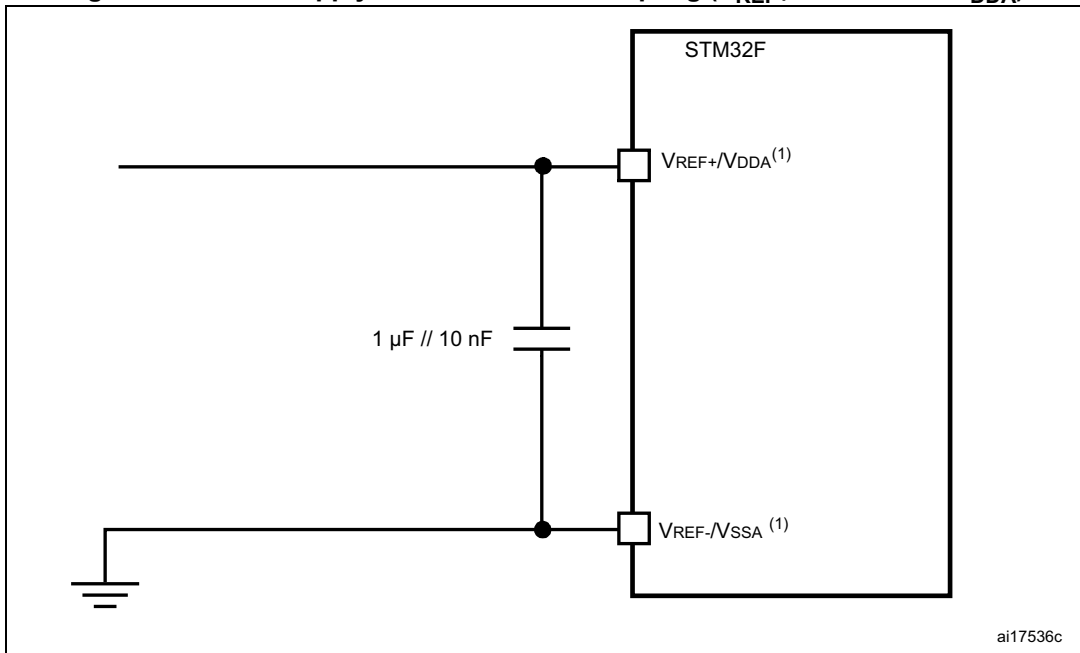 STM32F
VREF+/VDDA(1)
1 µF // 10 nF
VREF-/VSSA (1)
ai17536c